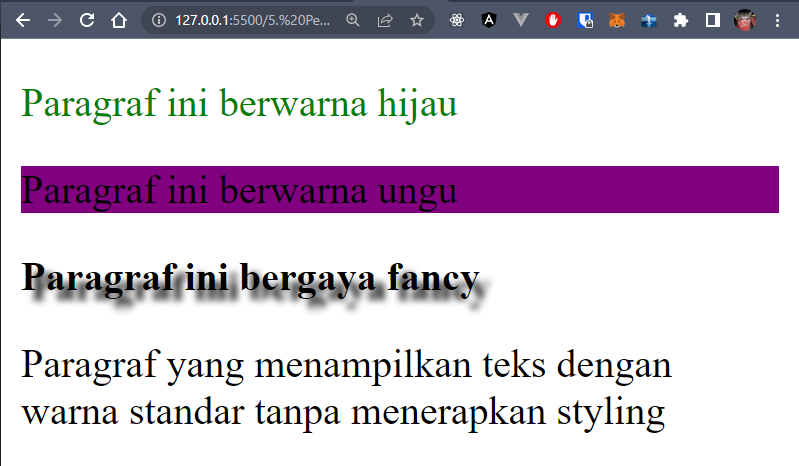 127.0.0.1:5500/5.%20Pe...
Paragraf ini berwarna hijau
Paragraf ini berwarna ungu
Paragraf ini bergaya fancy
Paragraf yang menampilkan teks dengan
warna standar tanpa menerapkan styling